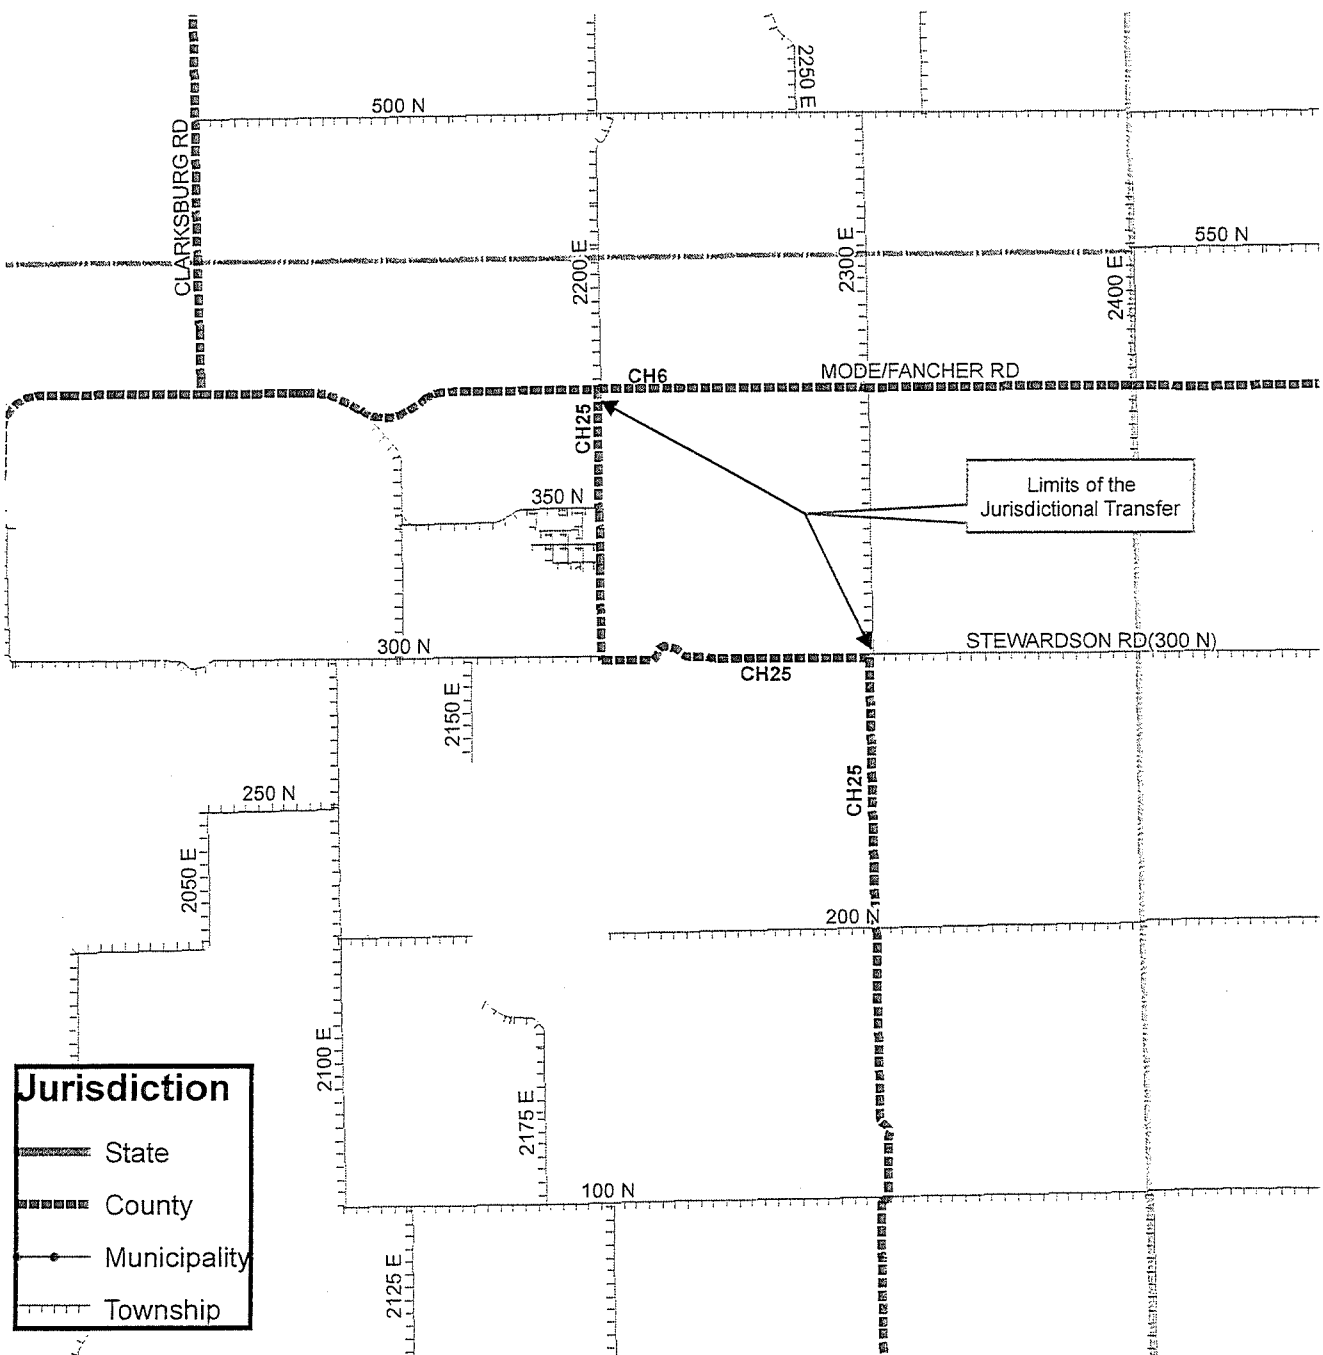 2250 E
500 N
CLARKSBURG RD
2200 E
2300 E
550 N
2400 E
CH6
MODE/FANCHER RD
CH25
Limits of the
Jurisdictional Transfer
350 N
300 N
STEWARDSON RD(300 N)
CH25
2150 E
CH25
250 N
2050 E
200 N
2100 E
2175 E
Jurisdiction
State
County
Municipality
Township
100 N
2125 E